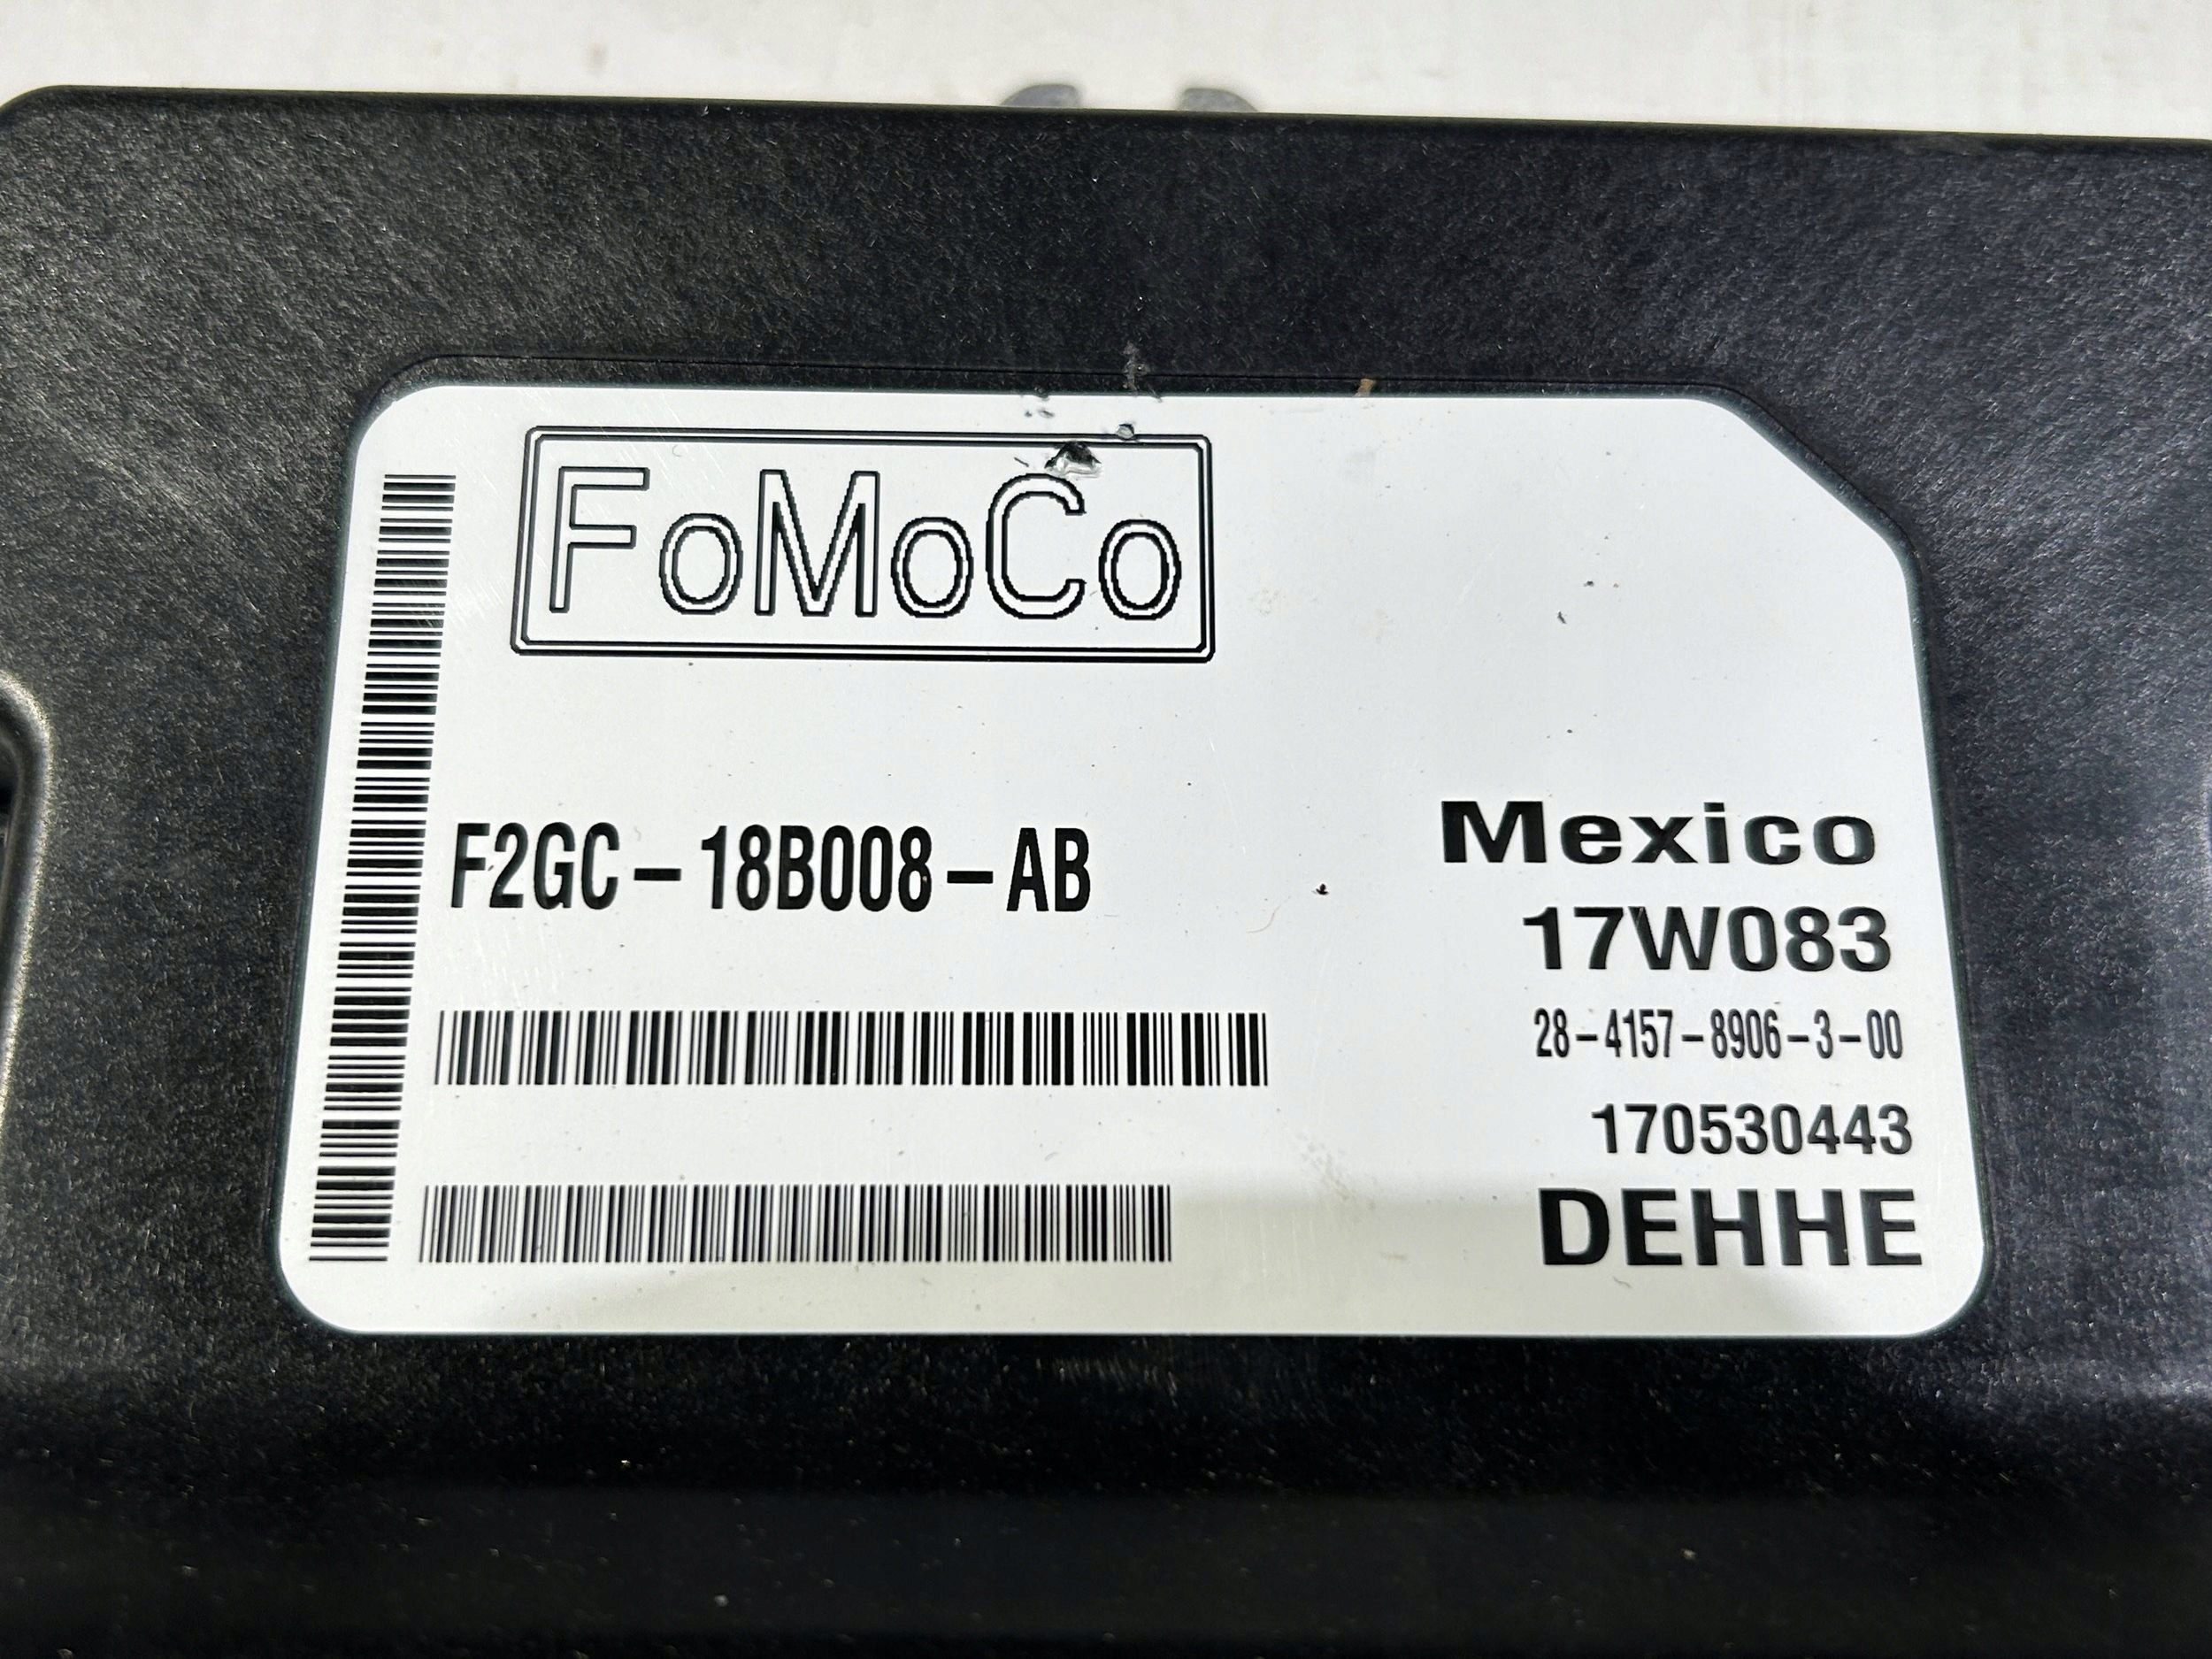 FoMoCo
F2GC-18B008-AB
Mexico
17W083
28-4157-8906-3-00
170530443
DEHHE